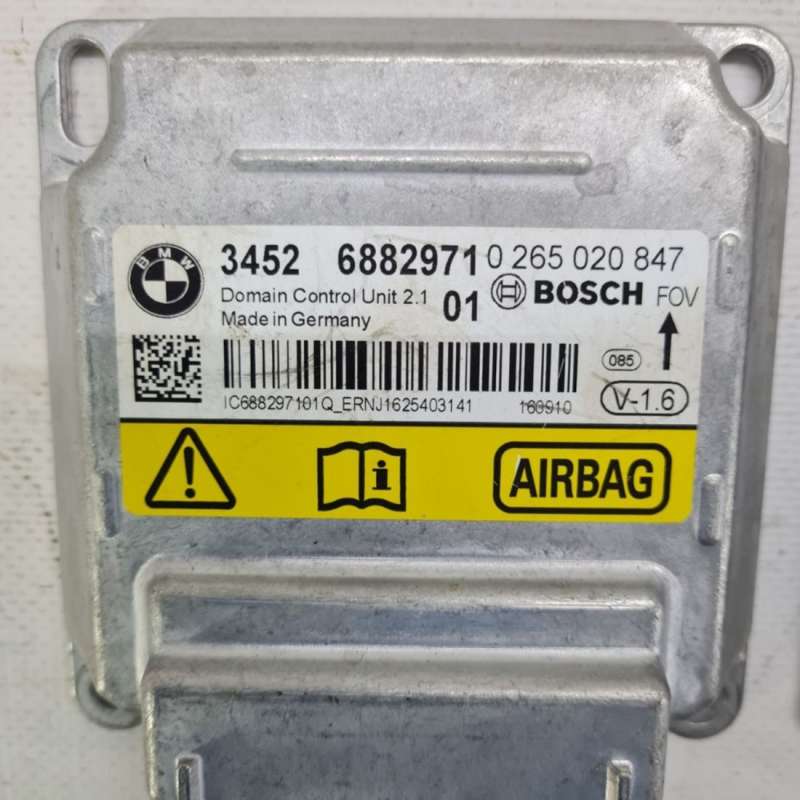 BMW
3452 6882971 0 265 020 847
Domain Control Unit 2.1 01 BOSCH FOV
Made in Germany
085
IC688297101Q_ERNJ1625403141 160910 V-1.6
i AIRBAG